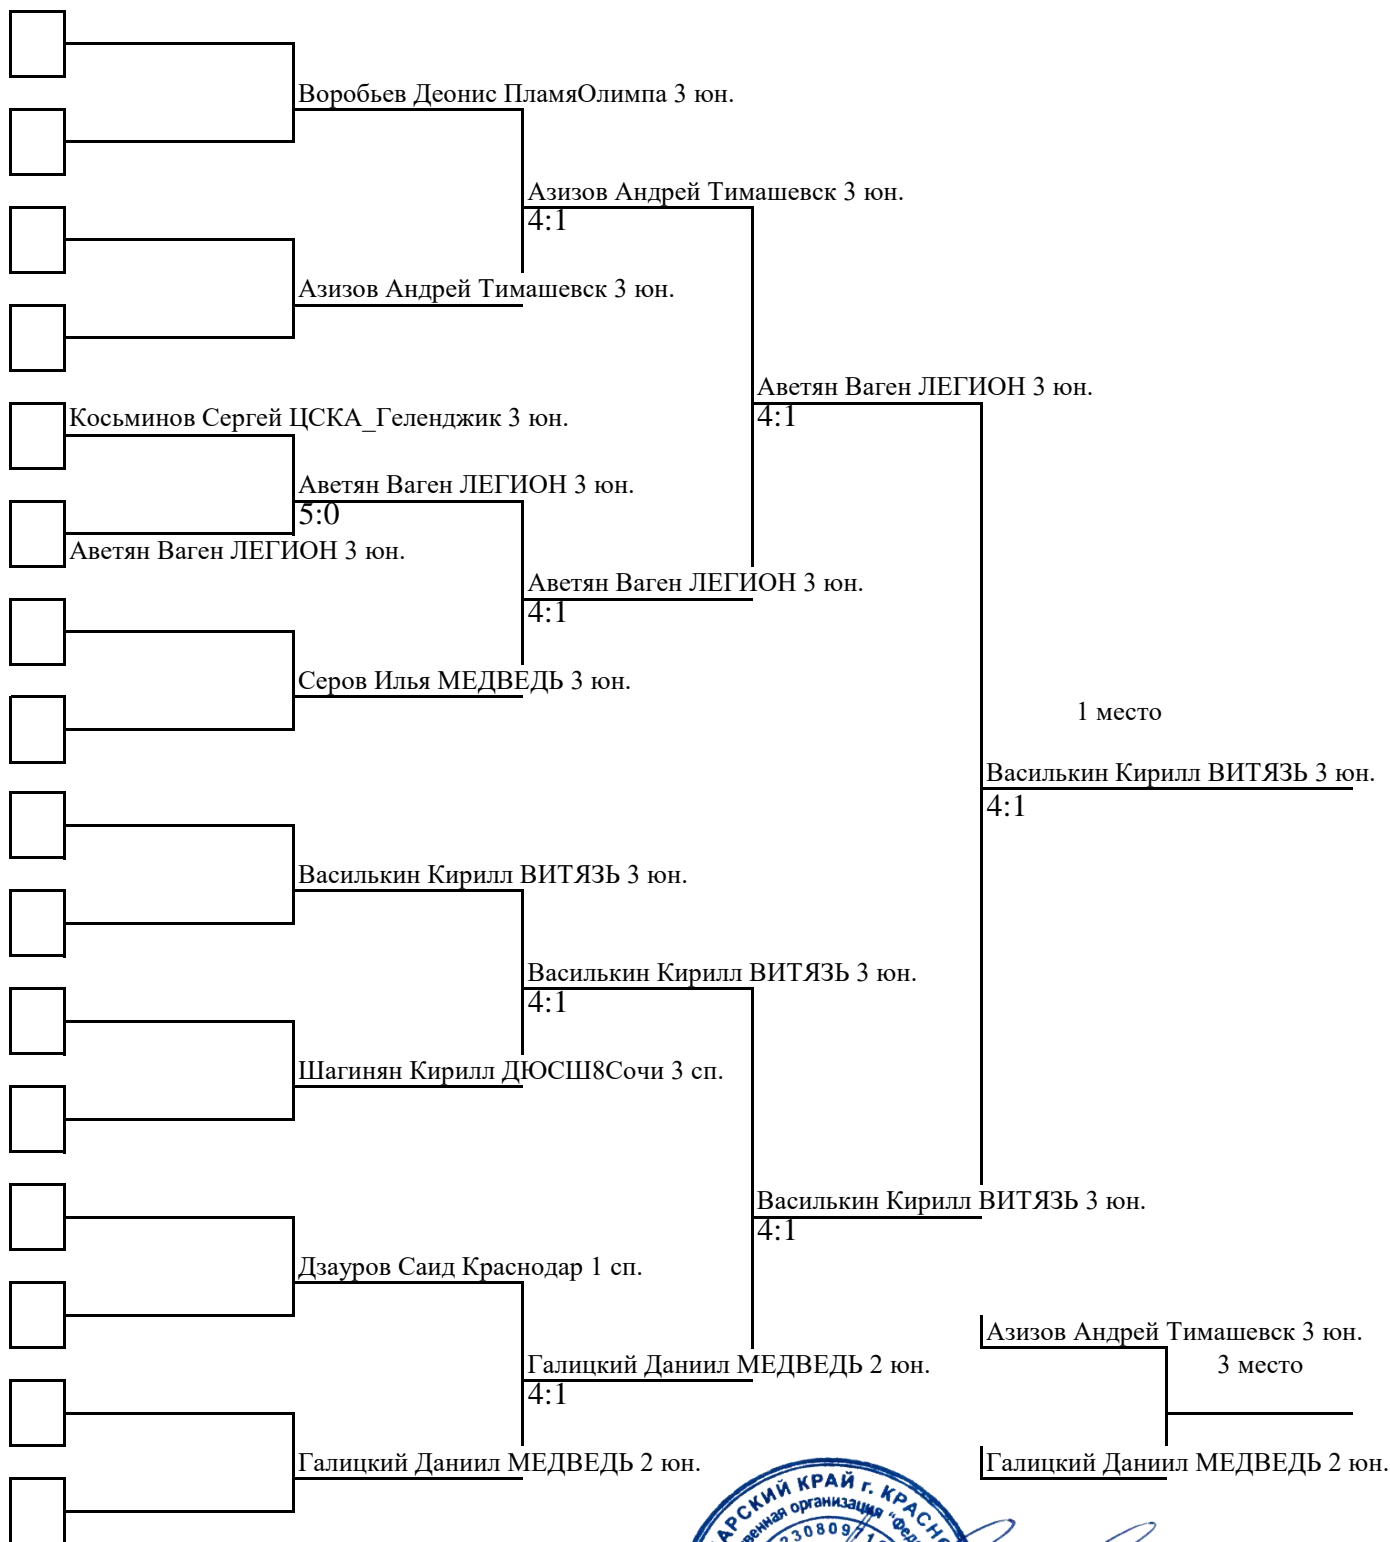 Воробьев Деонис ПламяОлимпа 3 юн.
Азизов Андрей Тимашевск 3 юн.
4:1
Азизов Андрей Тимашевск 3 юн.
Аветян Ваген ЛЕГИОН 3 юн.
4:1
Косьминов Сергей ЦСКА_Геленджик 3 юн.
Аветян Ваген ЛЕГИОН 3 юн.
5:0
Аветян Ваген ЛЕГИОН 3 юн.
Аветян Ваген ЛЕГИОН 3 юн.
4:1
Серов Илья МЕДВЕДЬ 3 юн.
1 место
Василькин Кирилл ВИТЯЗЬ 3 юн.
4:1
Василькин Кирилл ВИТЯЗЬ 3 юн.
Василькин Кирилл ВИТЯЗЬ 3 юн.
4:1
Шагинян Кирилл ДЮСШ8Сочи 3 сп.
Василькин Кирилл ВИТЯЗЬ 3 юн.
4:1
Дзауров Саид Краснодар 1 сп.
Азизов Андрей Тимашевск 3 юн.
Галицкий Даниил МЕДВЕДЬ 2 юн.
3 место
4:1
Галицкий Даниил МЕДВЕДЬ 2 юн.
Галицкий Даниил МЕДВЕДЬ 2 юн.
КРАЙ г.
организация